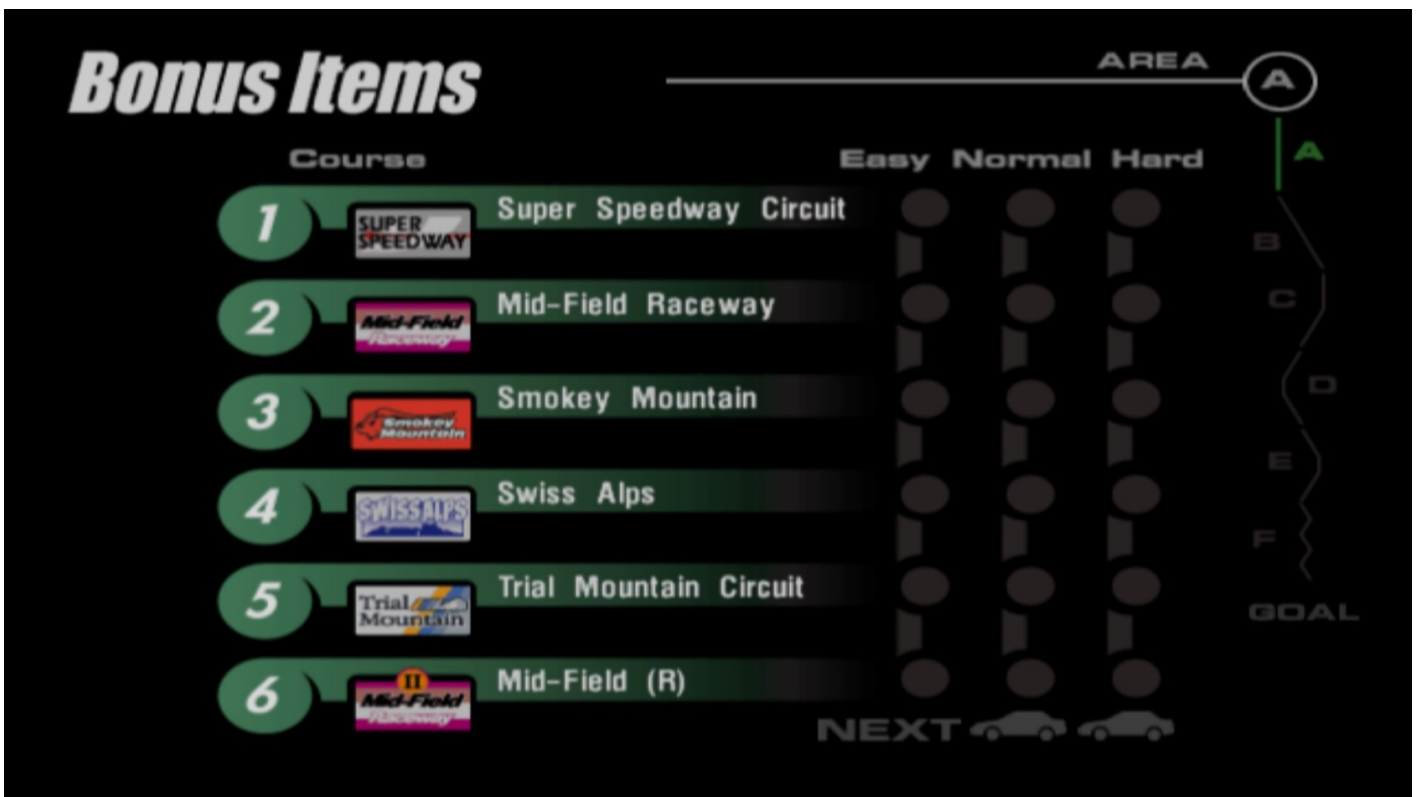 Bonus Items
AREA
A
Course
Easy Normal Hard
A
1
SUPER
SPEEDWAY
Super Speedway Circuit
B
2
Mid-Field
Raceway
Mid-Field Raceway
C
3
Smokey
Mountain
Smokey Mountain
D
4
SWISS ALPS
Swiss Alps
E
F
5
Trial
Mountain
Trial Mountain Circuit
GOAL
6
II
Mid-Field
Raceway
Mid-Field (R)
NEXT